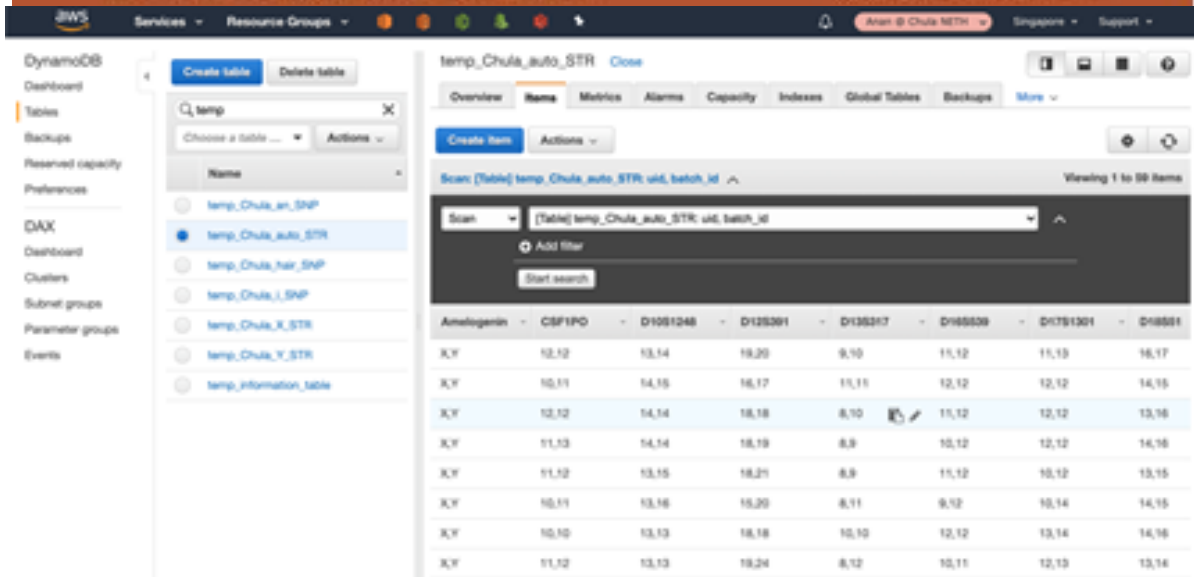 aws Services Resource Groups Anan @ Chula NETH Singapore Support
DynamoDB
Dashboard
Tables
Backups
Reserved capacity
Preferences
DAX
Dashboard
Clusters
Subnet groups
Parameter groups
Events
Create table Delete table
temp
Choose a table ... Actions
Name
temp_Chula_an_SNP
temp_Chula_auto_STR
temp_Chula_hair_SNP
temp_Chula_i_SNP
temp_Chula_X_STR
temp_Chula_Y_STR
temp_information_table
temp_Chula_auto_STR Close
Overview Items Metrics Alarms Capacity Indexes Global Tables Backups More
Create item Actions
Scan: [Table] temp_Chula_auto_STR: uid, batch_id Viewing 1 to 59 items
Scan [Table] temp_Chula_auto_STR: uid, batch_id
Add filter
Start search
Amelogenin CSF1PO D10S1248 D12S391 D13S317 D16S539 D17S1301 D18S51
X,Y 12,12 13,14 19,20 9,10 11,12 11,13 16,17
X,Y 10,11 14,15 16,17 11,11 12,12 12,12 14,15
X,Y 12,12 14,14 18,18 8,10 11,12 12,12 13,16
X,Y 11,13 14,14 18,19 8,9 10,12 12,12 14,16
X,Y 11,12 13,15 18,21 8,9 11,12 10,12 13,15
X,Y 10,11 13,16 15,20 8,11 9,12 10,14 14,15
X,Y 10,10 13,13 18,18 10,10 12,12 13,14 14,16
X,Y 11,12 13,13 19,24 8,12 10,11 12,13 13,14